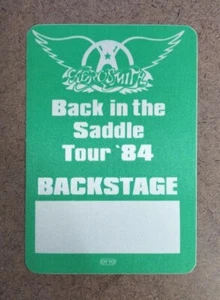 AEROSMITH
Back in the
Saddle
Tour '84
BACKSTAGE